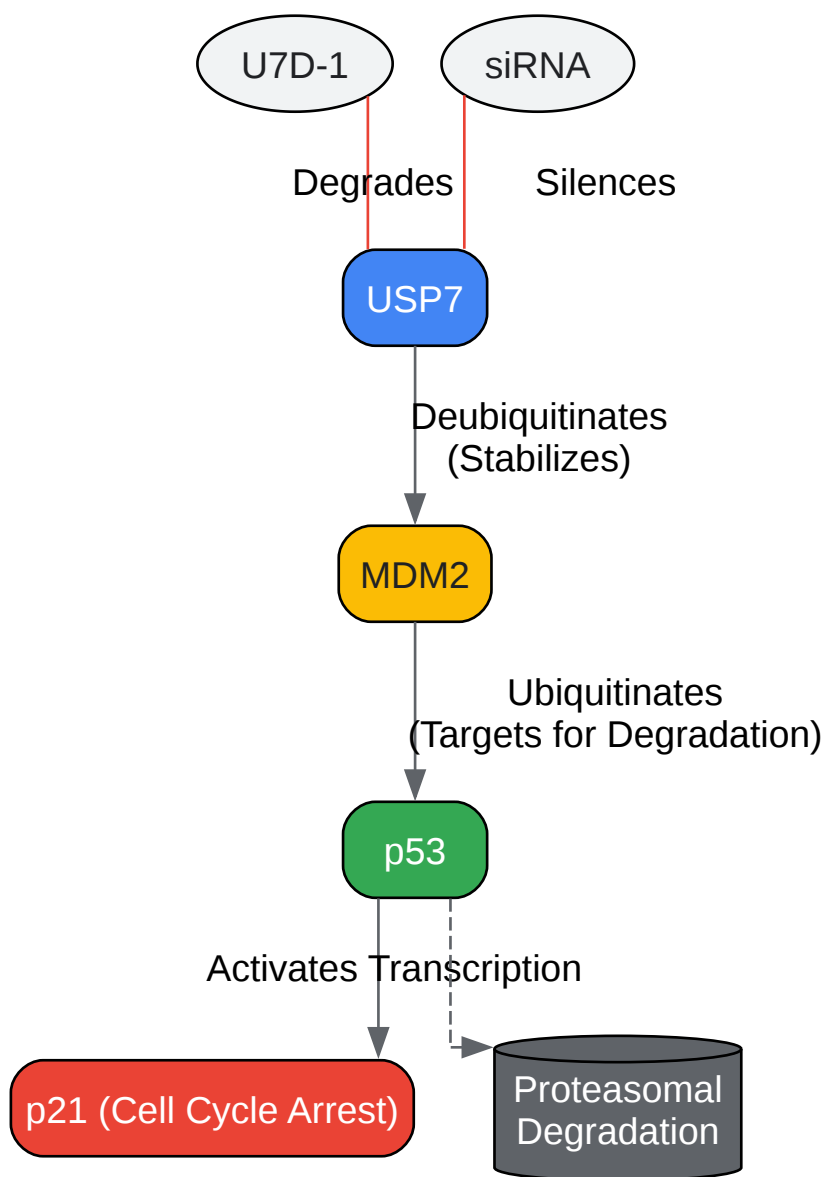 U7D-1
siRNA
Degrades
Silences
USP7
Deubiquitinates
(Stabilizes)
MDM2
Ubiquitinates
(Targets for Degradation)
p53
Activates Transcription
p21 (Cell Cycle Arrest)
Proteasomal
Degradation